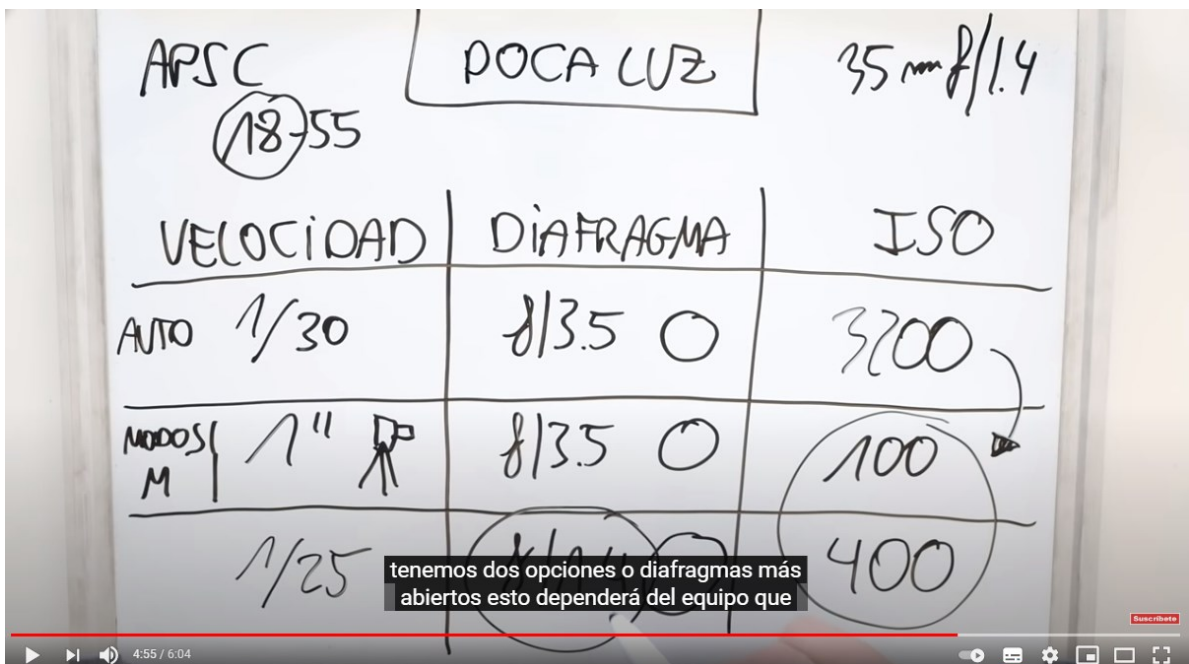 APSC
POCA LUZ
35 mm f/1.4
18-55
VELOCIDAD
DIAFRAGMA
ISO
AUTO
1/30
f/3.5
3200
MODOS
M
1"
f/3.5
100
1/25
400
tenemos dos opciones o diafragmas más
abiertos esto dependerá del equipo que
Suscríbete
4:55 / 6:04